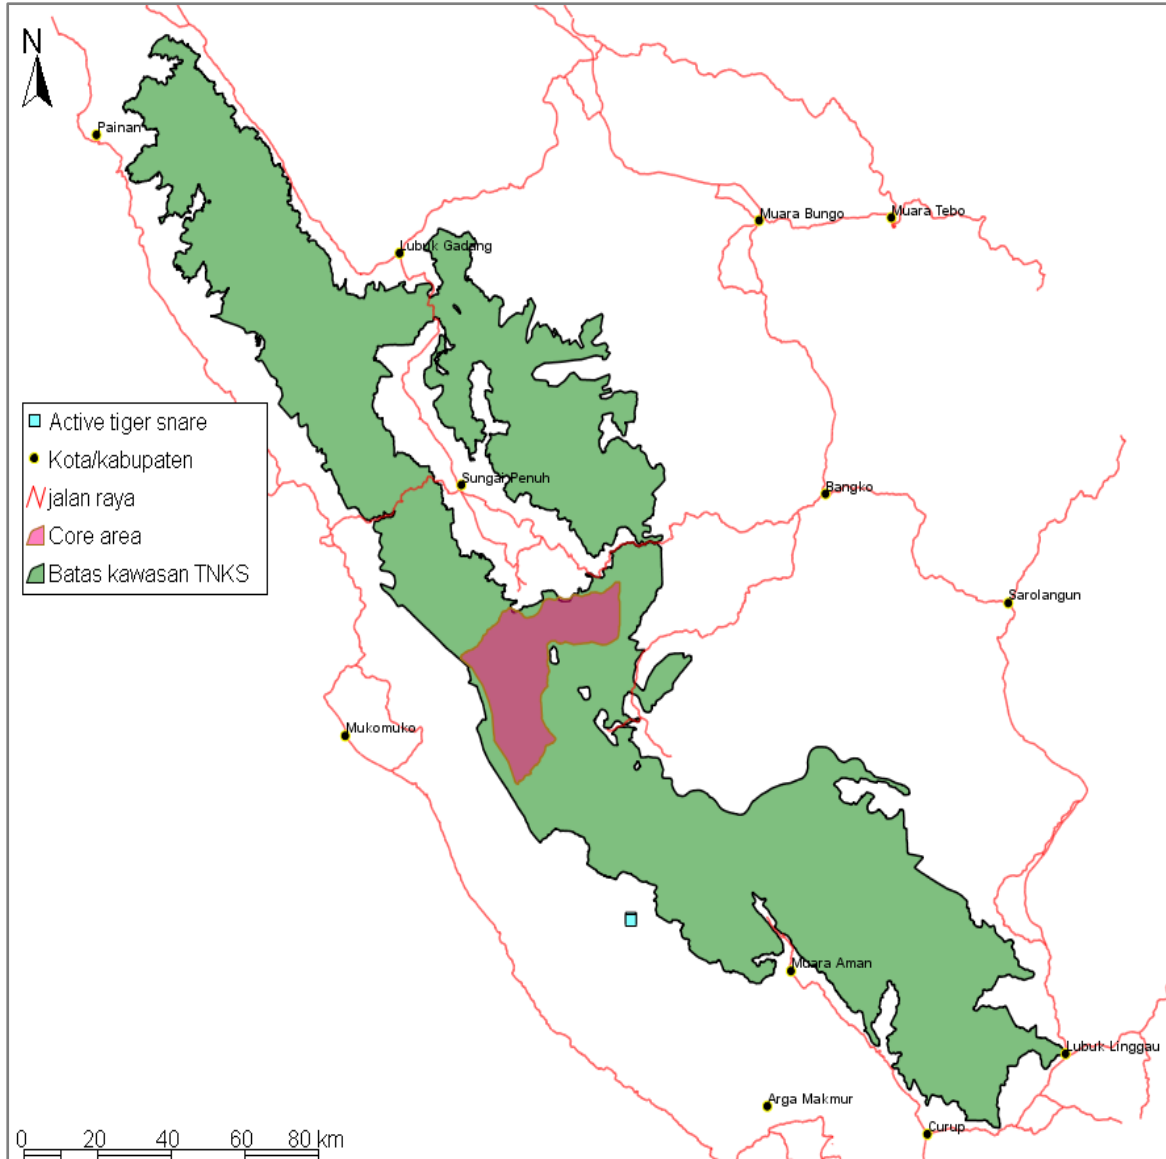 N
Painan
Muara Bungo
Muara Tebo
Lubuk Gadang
Active tiger snare
Kota/kabupaten
jalan raya
Core area
Batas kawasan TNKS
Sungai Penuh
Bangko
Sarolangun
Mukomuko
Muara Aman
Lubuk Linggau
Arga Makmur
Curup
0 20 40 60 80 km